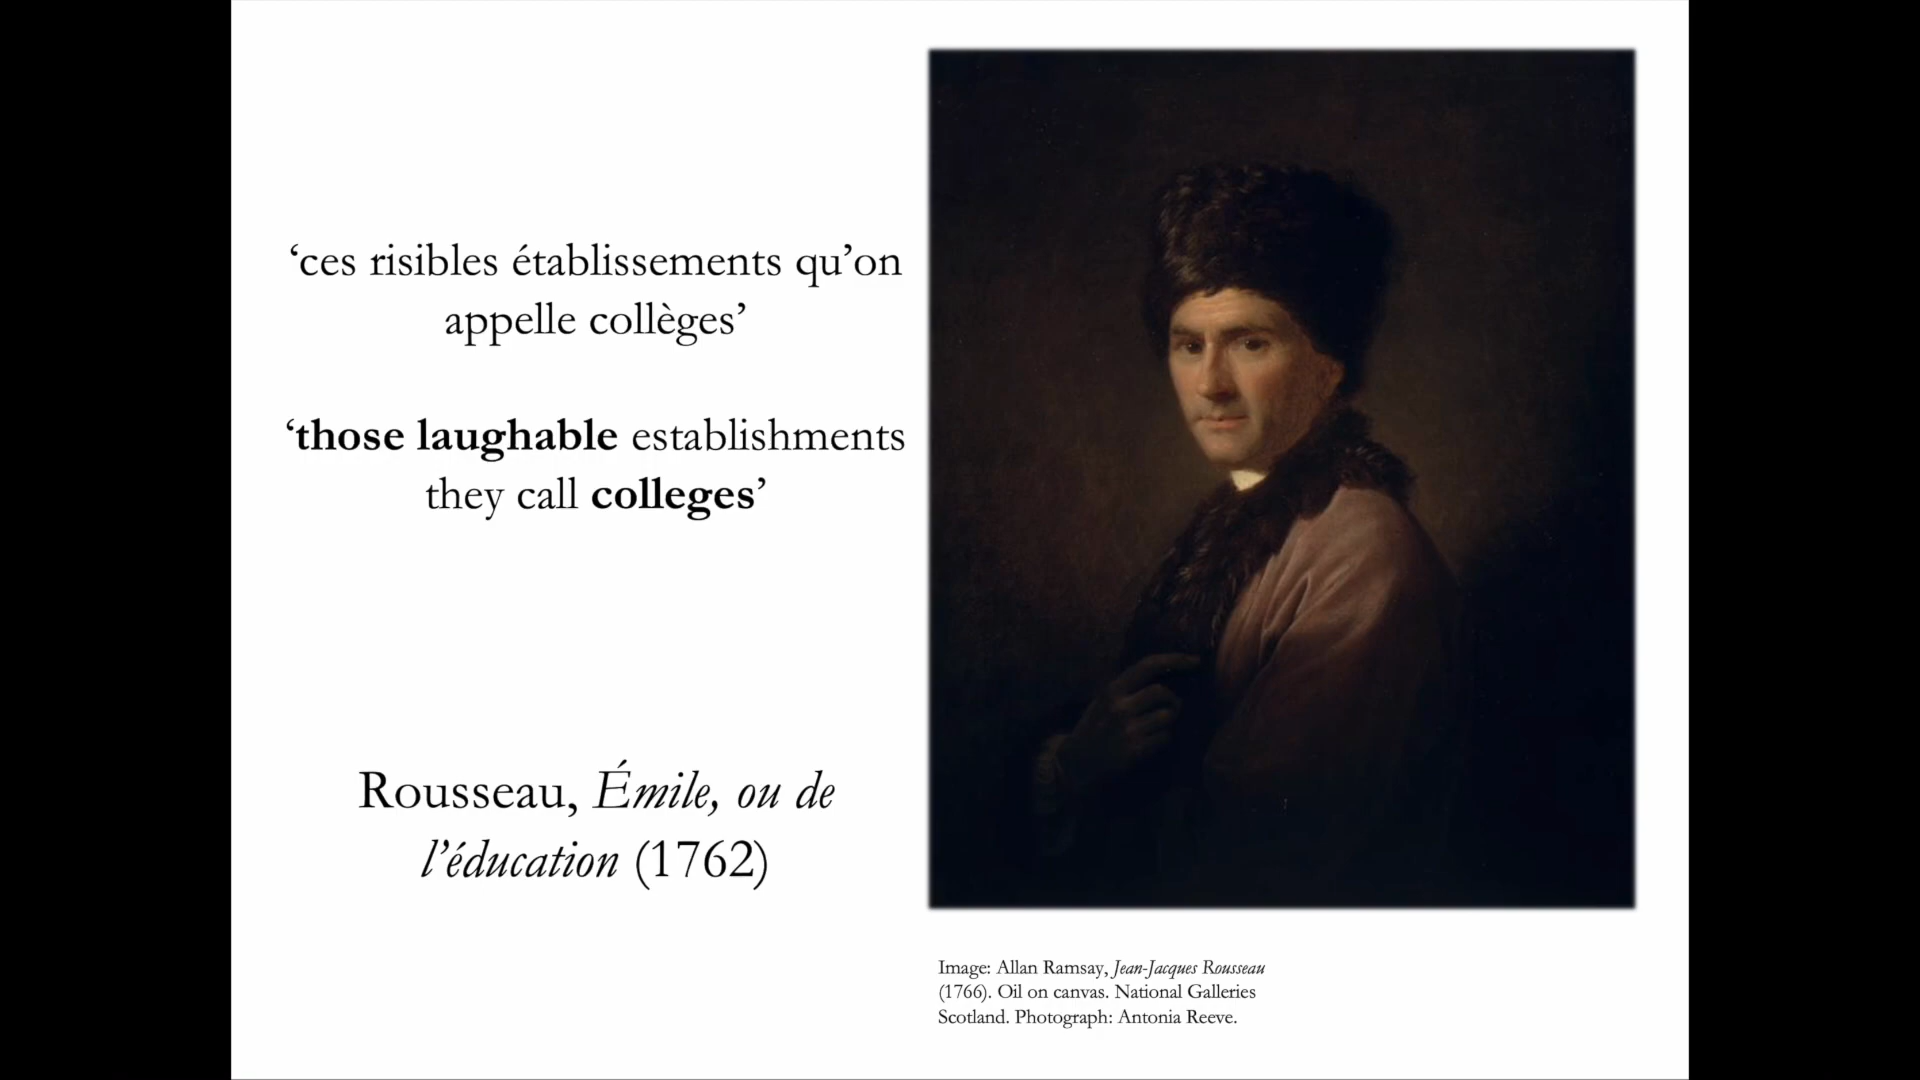 ‘ces risibles établissements qu’on
appelle collèges’
‘those laughable establishments
they call colleges’
Rousseau, Émile, ou de
l’éducation (1762)
Image: Allan Ramsay, Jean-Jacques Rousseau
(1766). Oil on canvas. National Galleries
Scotland. Photograph: Antonia Reeve.